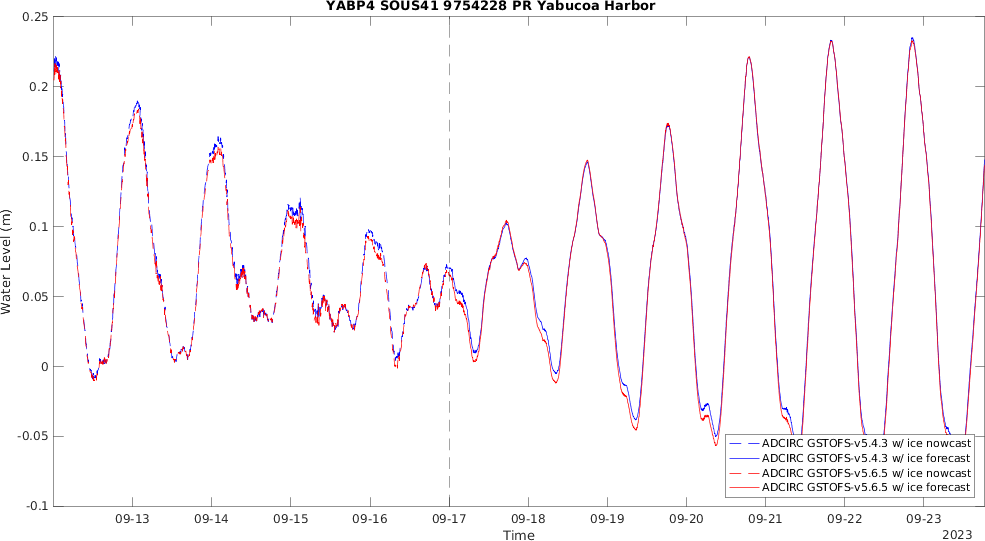 YABP4 SOUS41 9754228 PR Yabucoa Harbor
0.25
0.2
0.15
0.1
0.05
0
-0.05
-0.1
Water Level (m)
ADCIRC GSTOFS-v5.4.3 w/ ice nowcast
ADCIRC GSTOFS-v5.4.3 w/ ice forecast
ADCIRC GSTOFS-v5.6.5 w/ ice nowcast
ADCIRC GSTOFS-v5.6.5 w/ ice forecast
09-13 09-14 09-15 09-16 09-17 09-18 09-19 09-20 09-21 09-22 09-23
Time
2023